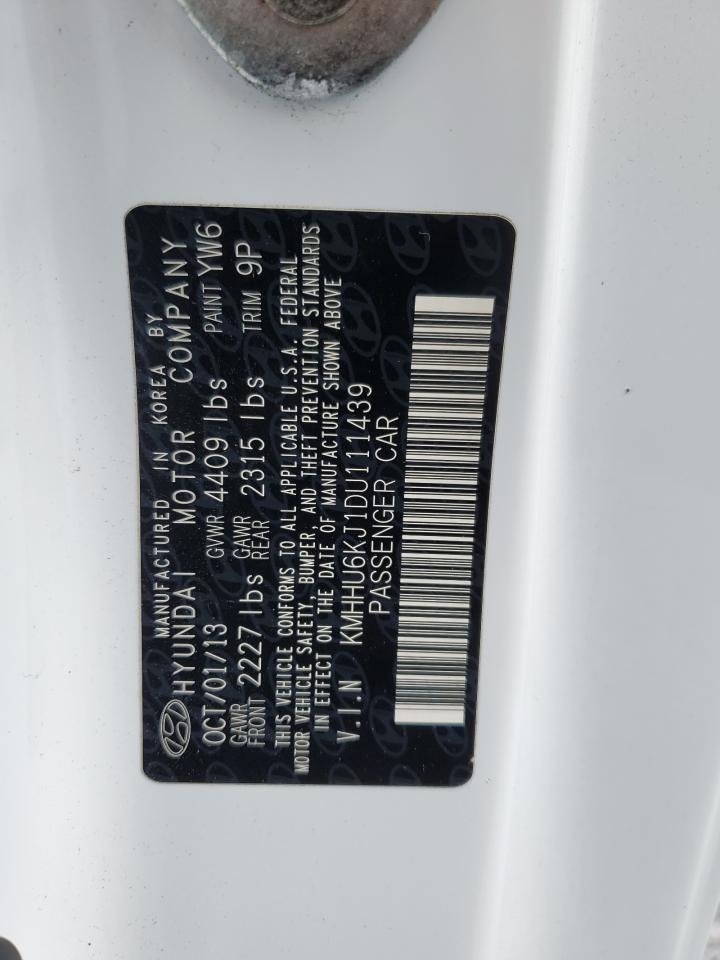 MANUFACTURED IN KOREA BY
HYUNDAI MOTOR COMPANY
OCT/01/13 GVWR 4409 lbs PAINT YW6
GAWR FRONT 2227 lbs GAWR REAR 2315 lbs TRIM 9P
THIS VEHICLE CONFORMS TO ALL APPLICABLE U.S.A. FEDERAL
MOTOR VEHICLE SAFETY, BUMPER, AND THEFT PREVENTION STANDARDS
IN EFFECT ON THE DATE OF MANUFACTURE SHOWN ABOVE
V.I.N KMHHU6KJ1DU111439
PASSENGER CAR